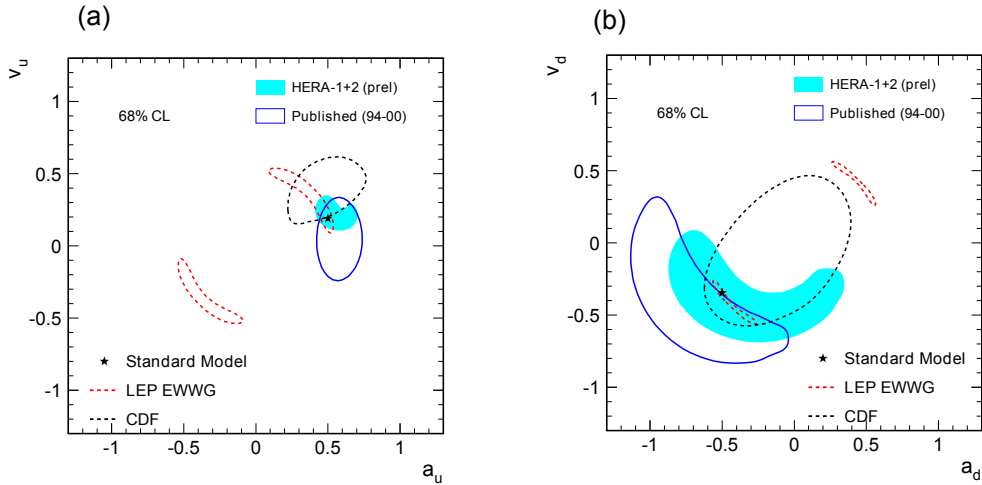 (a)
v_u
1
0.5
0
-0.5
-1
68% CL
HERA-1+2 (prel)
Published (94-00)
Standard Model
LEP EWWG
CDF
-1
-0.5
0
0.5
1
a_u
(b)
v_d
1
0.5
0
-0.5
-1
68% CL
HERA-1+2 (prel)
Published (94-00)
Standard Model
LEP EWWG
CDF
-1
-0.5
0
0.5
1
a_d